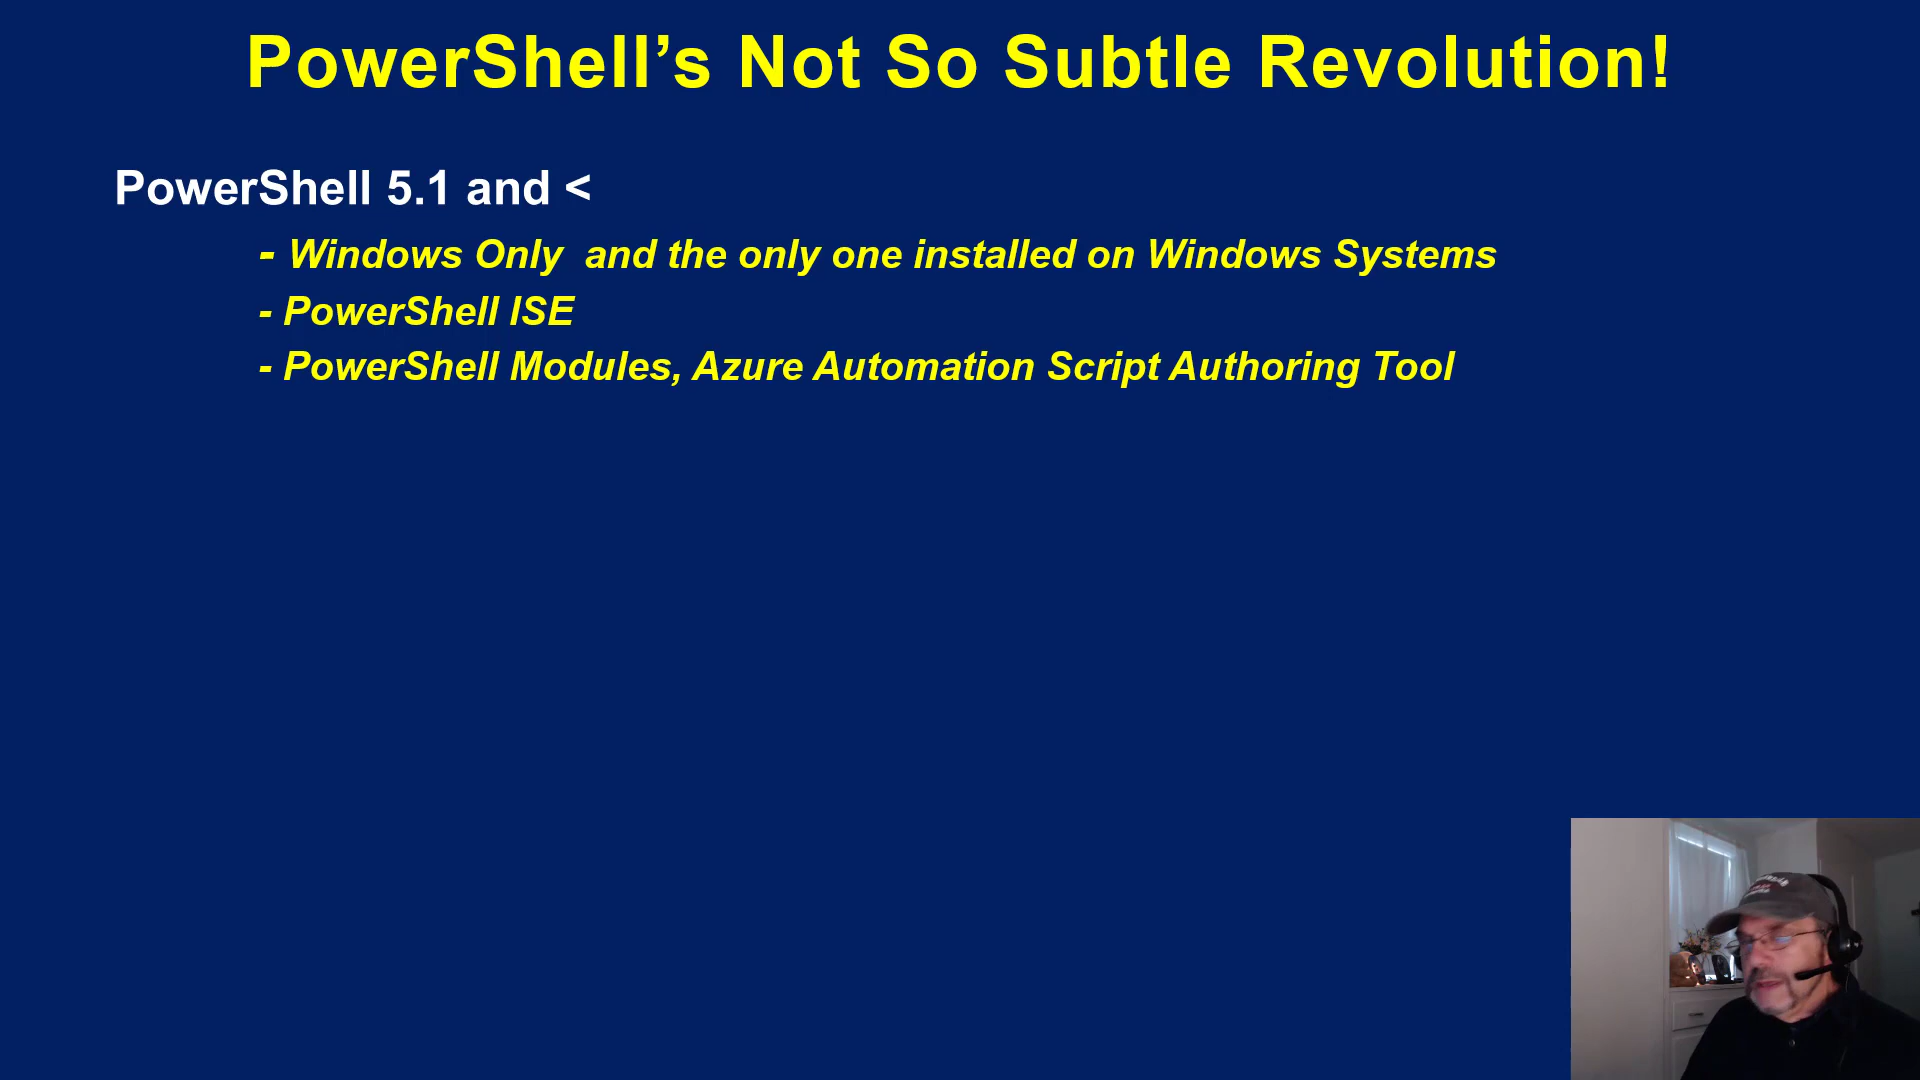 PowerShell’s Not So Subtle Revolution!
PowerShell 5.1 and <
- Windows Only  and the only one installed on Windows Systems
- PowerShell ISE
- PowerShell Modules, Azure Automation Script Authoring Tool